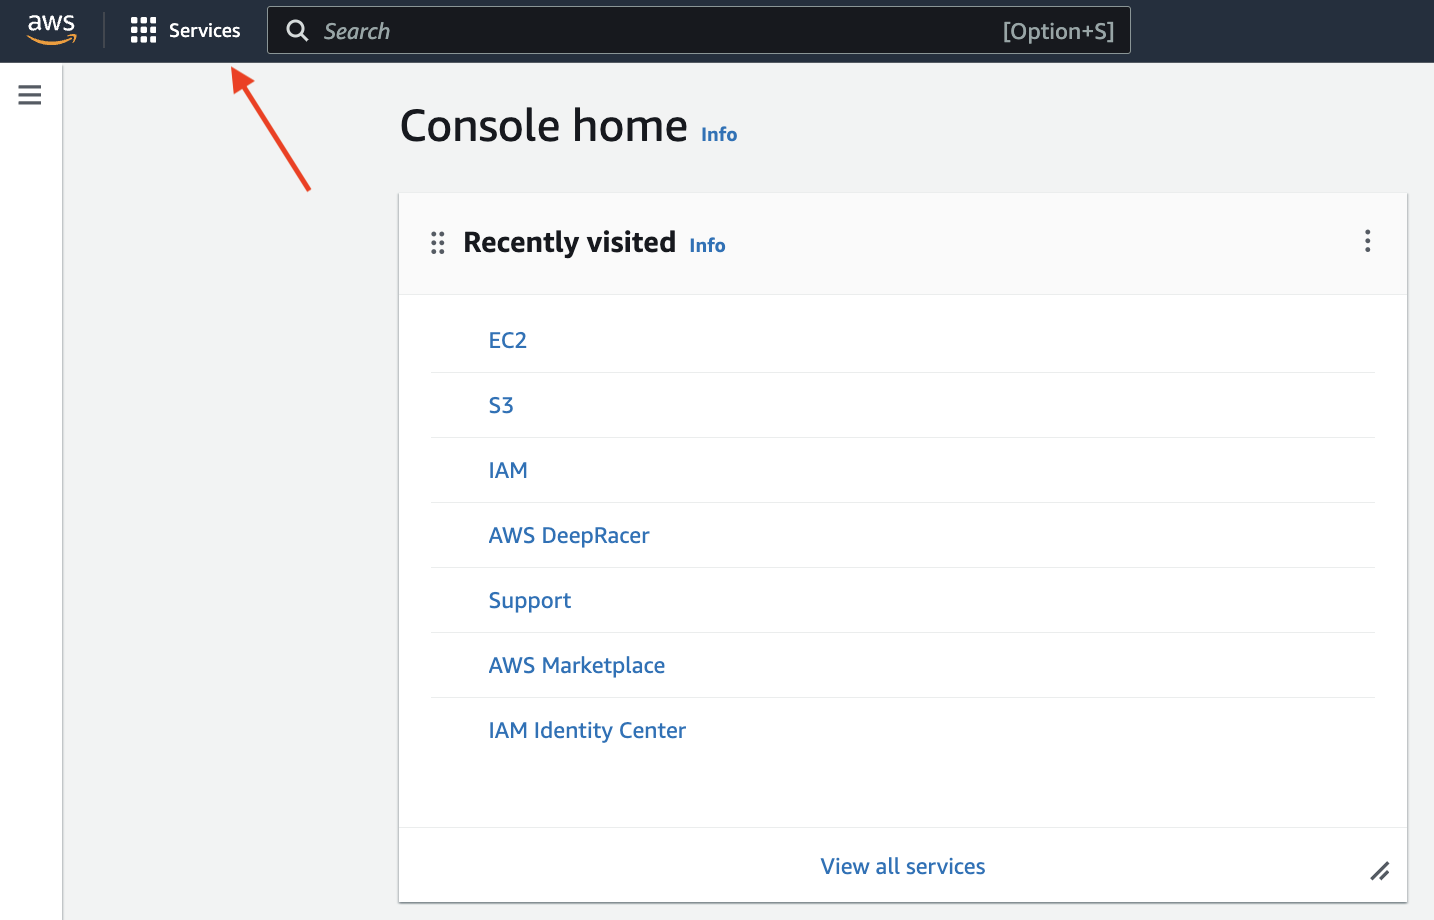 aws
Services
Search
[Option+S]
Console home Info
Recently visited Info
EC2
S3
IAM
AWS DeepRacer
Support
AWS Marketplace
IAM Identity Center
View all services